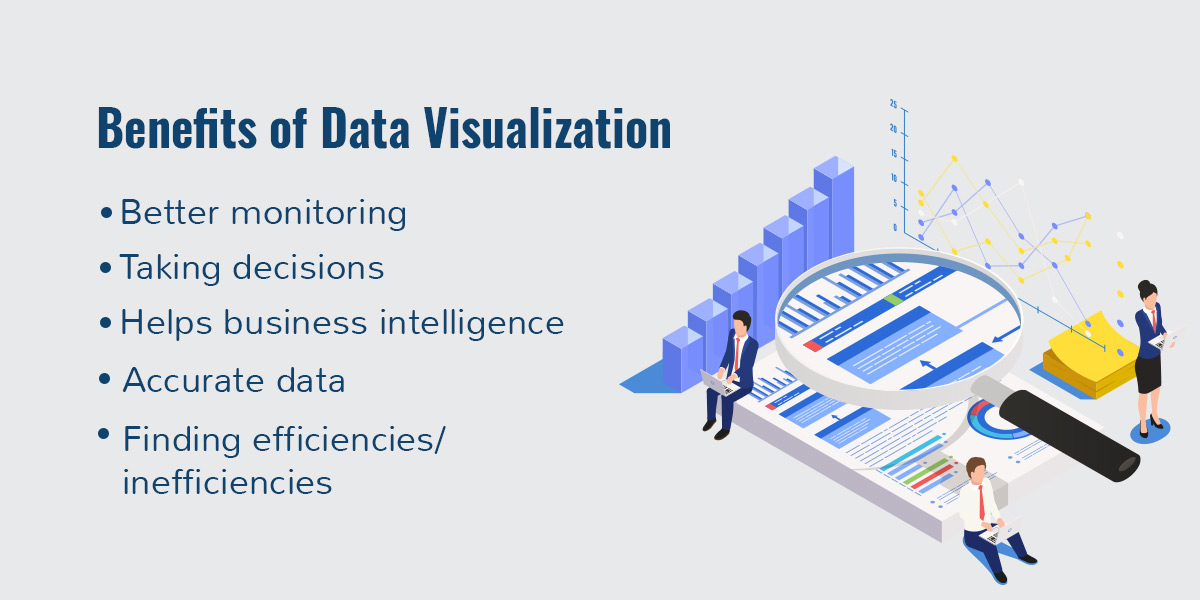 Benefits of Data Visualization
• Better monitoring
• Taking decisions
• Helps business intelligence
• Accurate data
• Finding efficiencies/
inefficiencies
25
20
15
10
5
0